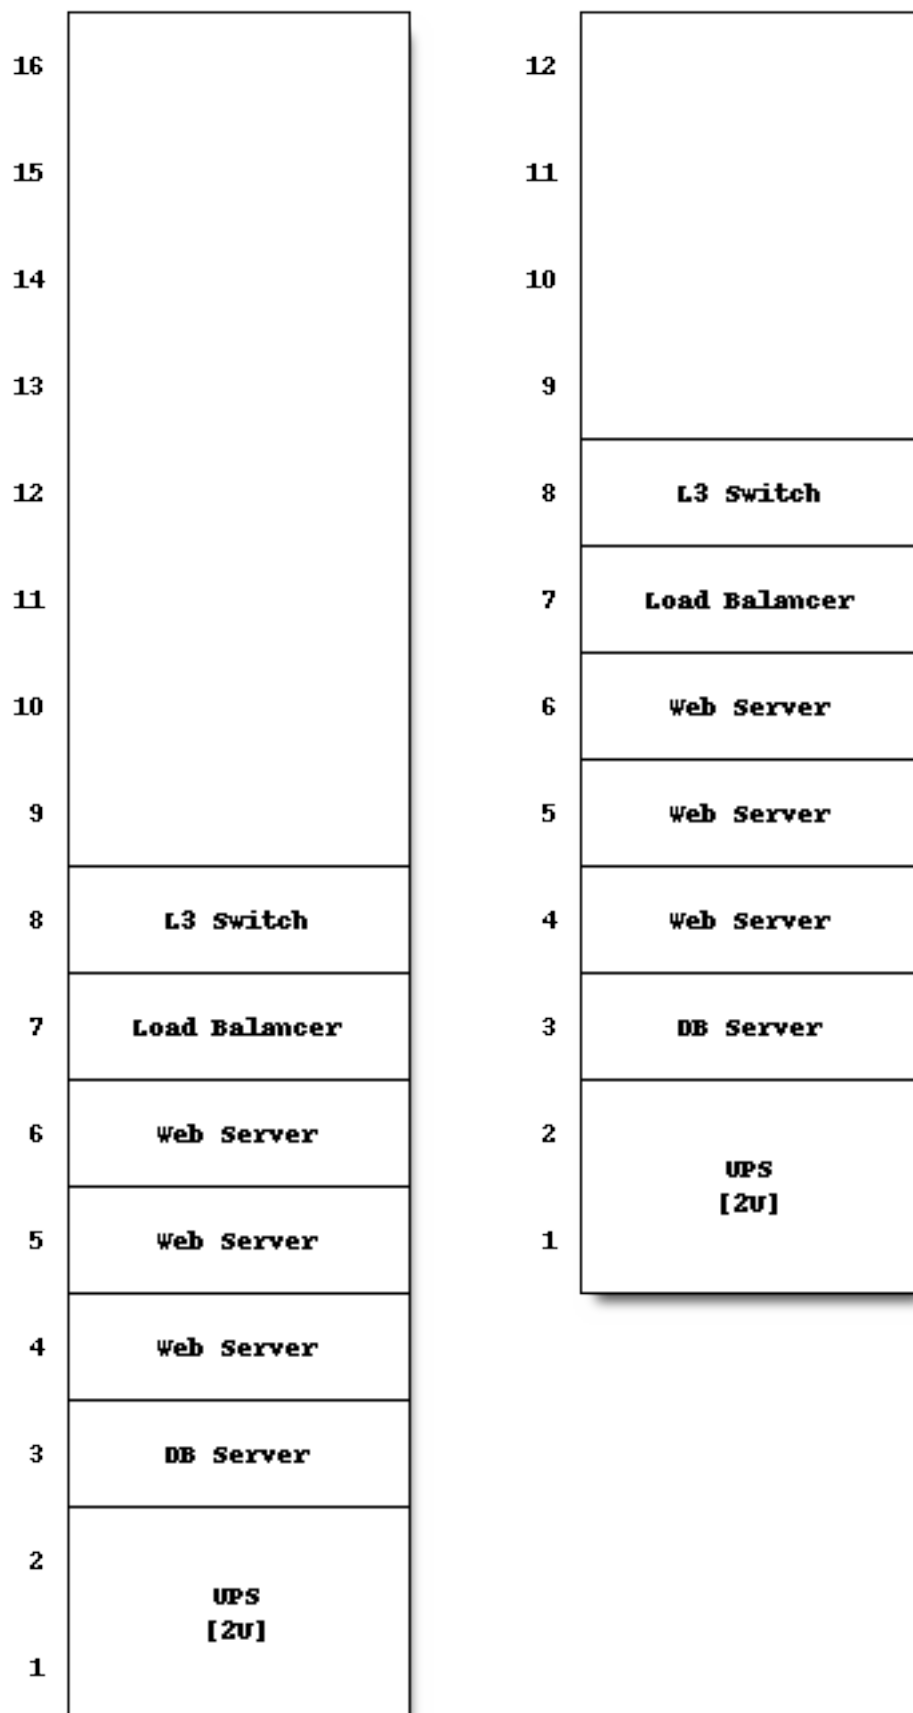 16
15
14
13
12
11
10
9
8 L3 Switch
7 Load Balancer
6 Web Server
5 Web Server
4 Web Server
3 DB Server
2
UPS
[2U]
1
12
11
10
9
8 L3 Switch
7 Load Balancer
6 Web Server
5 Web Server
4 Web Server
3 DB Server
2
UPS
[2U]
1